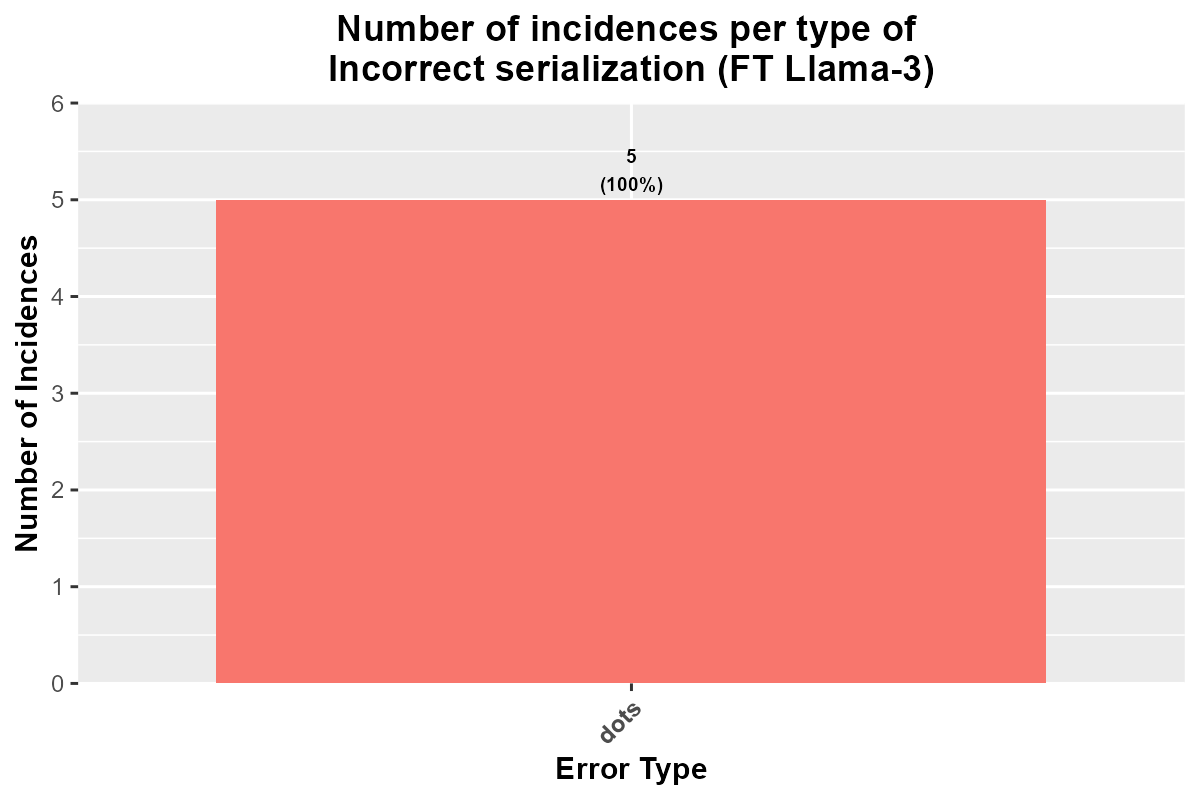 Number of incidences per type of
Incorrect serialization (FT Llama-3)
Number of Incidences
6
5
4
3
2
1
0
5
(100%)
dots
Error Type